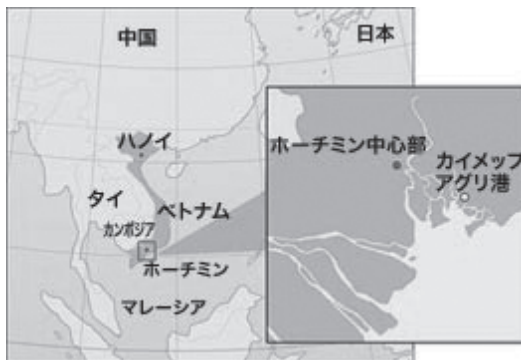 中国
日本
ハノイ
タイ
ベトナム
カンボジア
ホーチミン
マレーシア
ホーチミン中心部
カイメップ
アグリ港